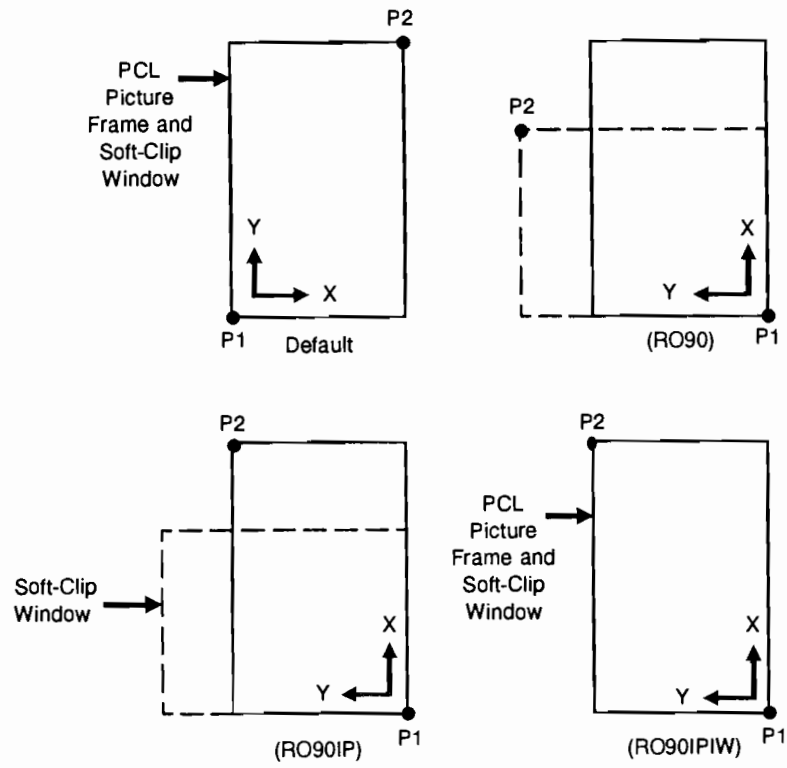 P2
PCL
Picture
Frame and
Soft-Clip
Window
Y
X
P1
Default
P2
X
Y
(RO90)
P1
P2
Soft-Clip
Window
X
Y
(RO90IP)
P1
P2
PCL
Picture
Frame and
Soft-Clip
Window
X
Y
(RO90IPIW)
P1